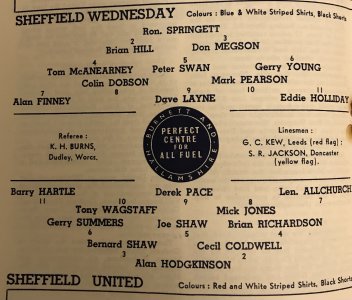 SHEFFIELD WEDNESDAY Colours : Blue & White Striped Shirts, Black Shorts
Ron. SPRINGETT
2 3
Brian HILL Don MEGSON
4 5 6
Tom McANEARNEY Peter SWAN Gerry YOUNG
Colin DOBSON Mark PEARSON
7 8 9 10 11
Alan FINNEY Dave LAYNE Eddie HOLLIDAY
Referee :
K. H. BURNS,
Dudley, Worcs.
BURNETT AND HALLAMSHIRE
PERFECT
CENTRE
FOR
ALL FUEL
Linesmen :
G. C. KEW, Leeds (red flag) :
S. R. JACKSON, Doncaster
(yellow flag).
Barry HARTLE Derek PACE Len. ALLCHURCH
11 10 9 8 7
Tony WAGSTAFF Mick JONES
Gerry SUMMERS Joe SHAW Brian RICHARDSON
6 5 4
Bernard SHAW Cecil COLDWELL
3 2
Alan HODGKINSON
SHEFFIELD UNITED Colours : Red and White Striped Shirts, Black Shorts